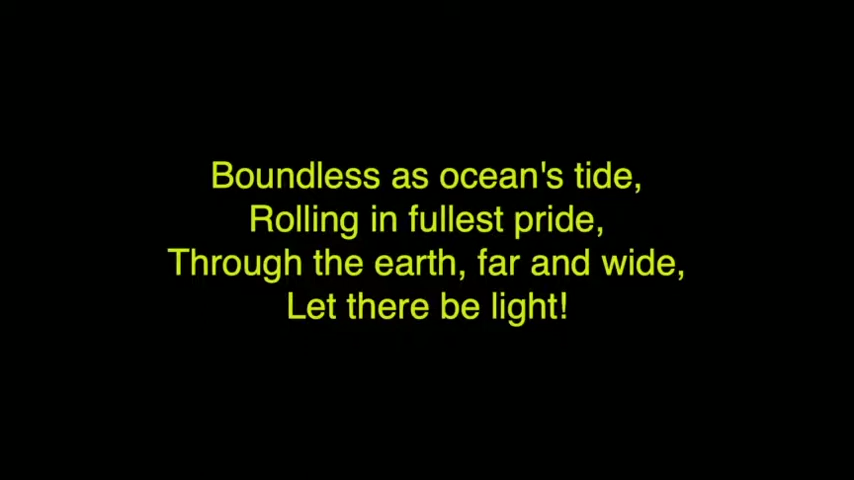 Boundless as ocean's tide,
Rolling in fullest pride,
Through the earth, far and wide,
Let there be light!